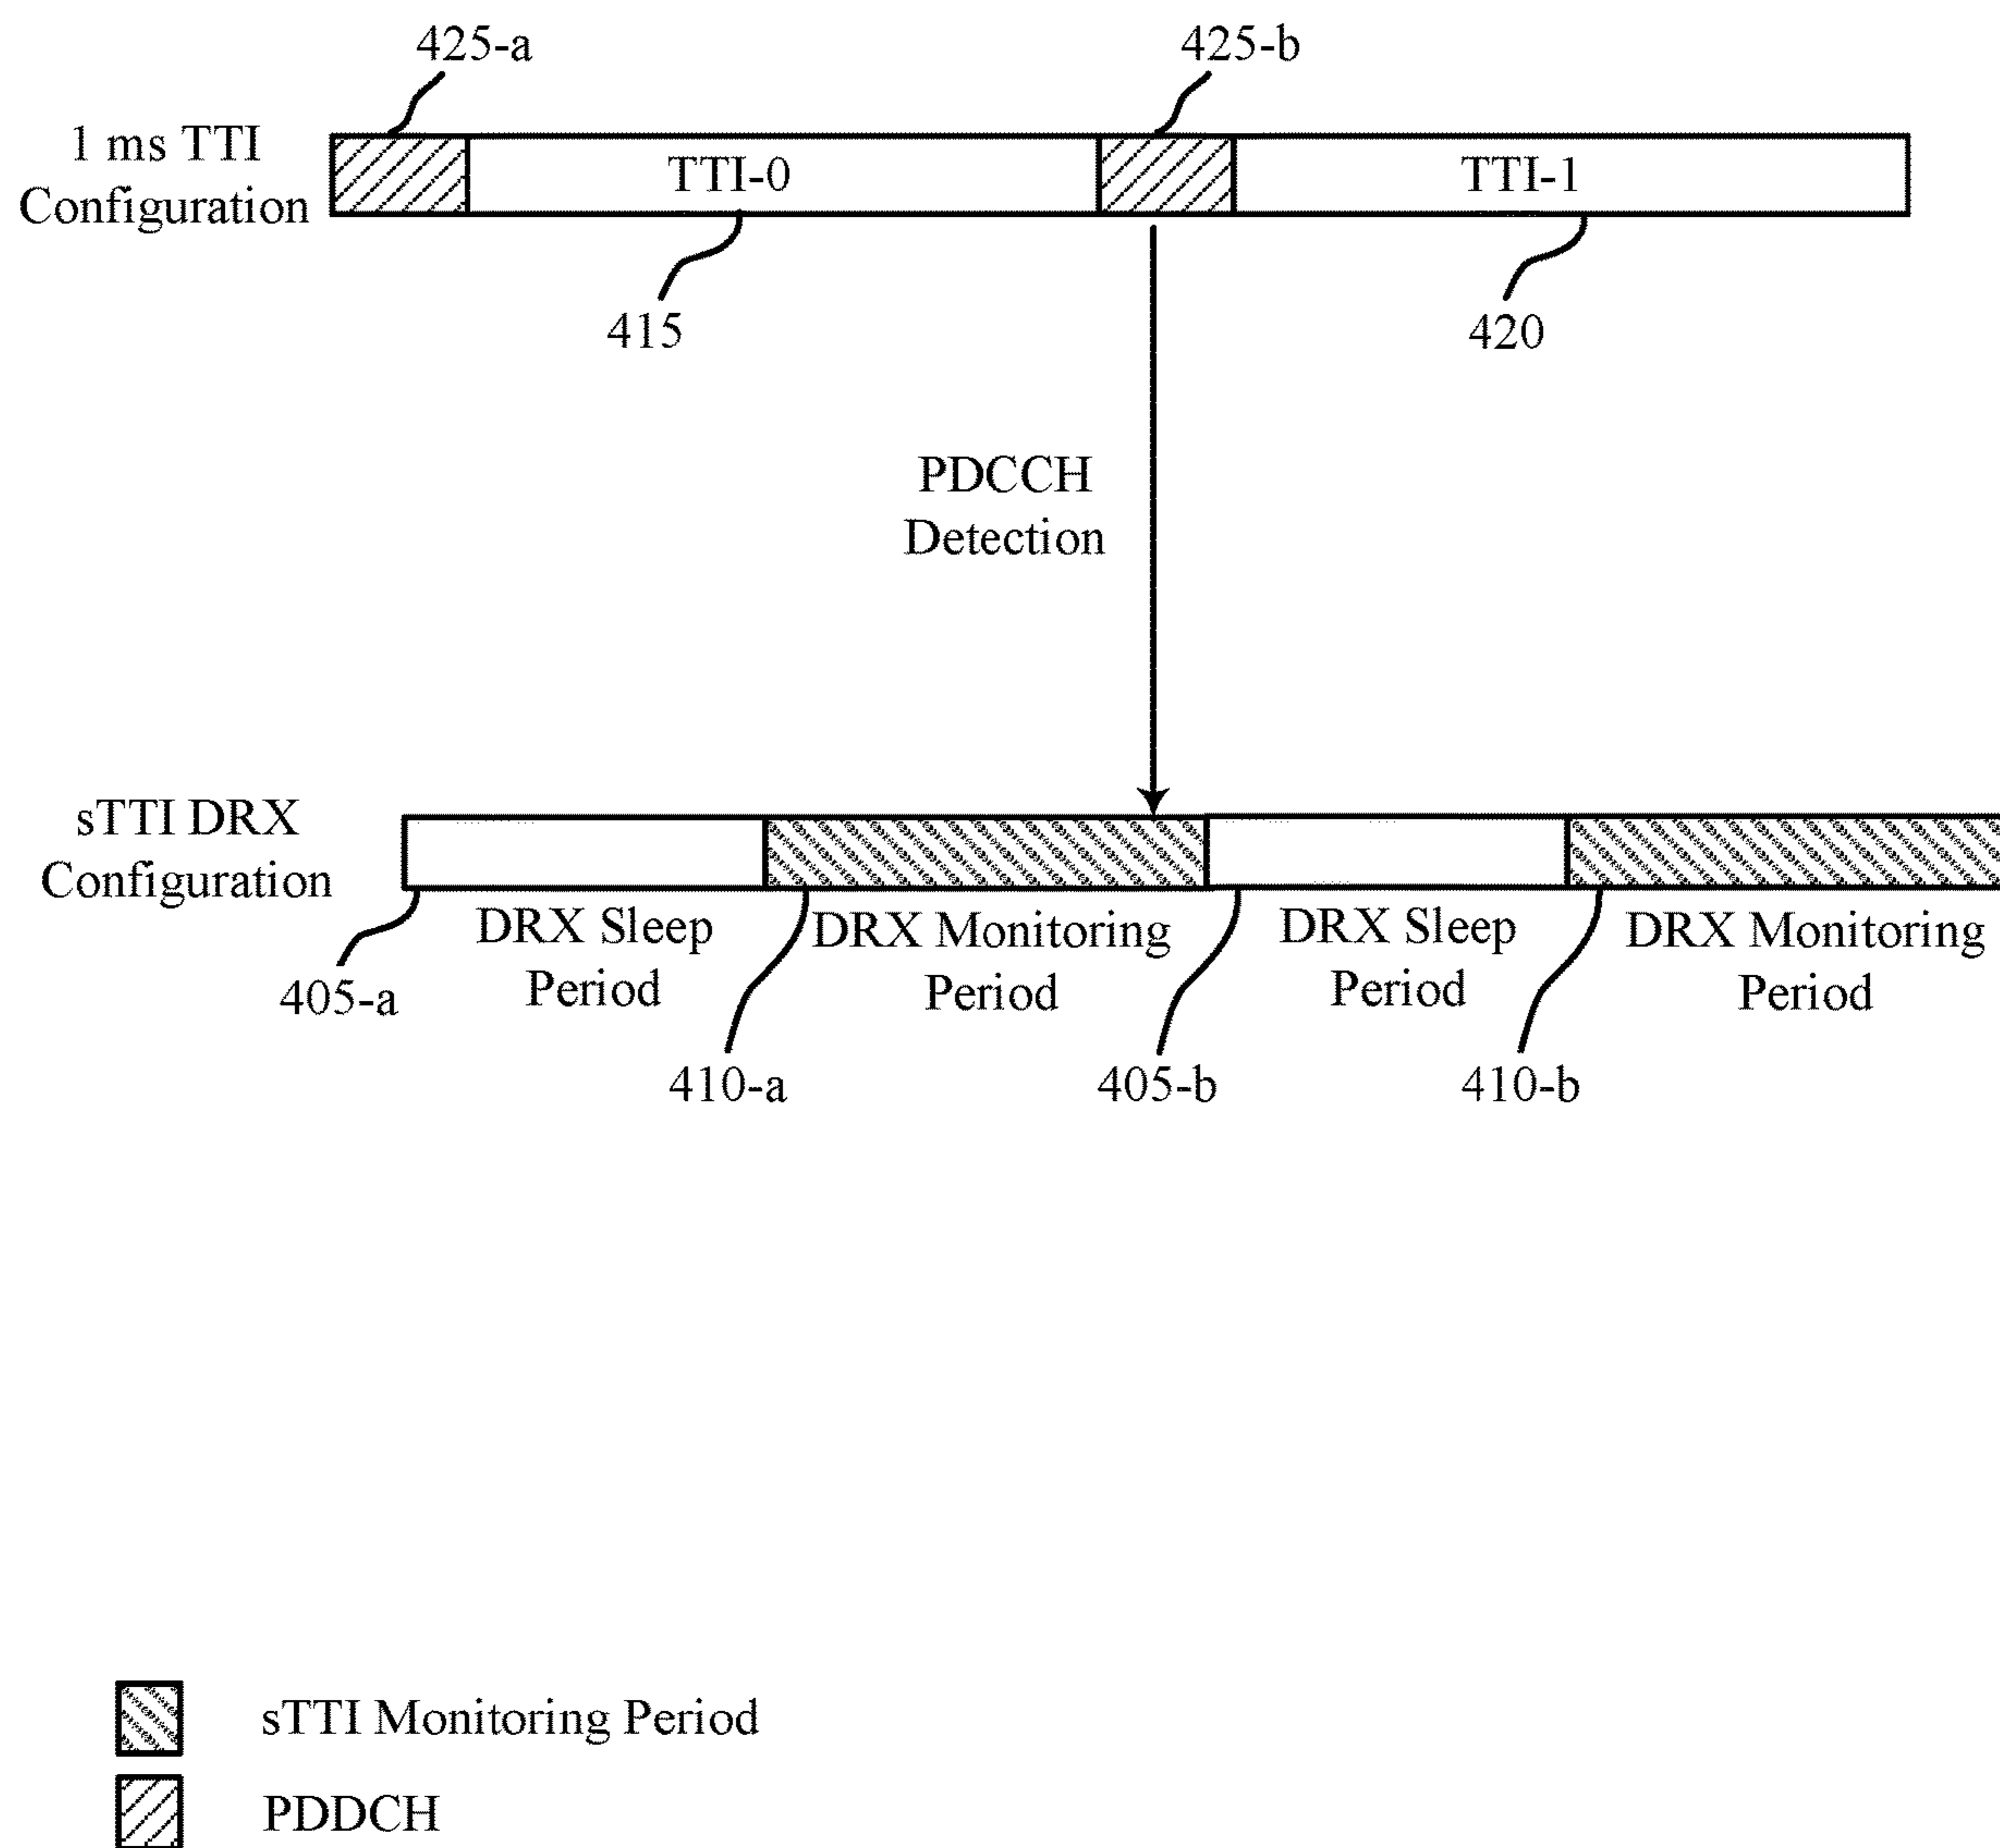 425-a
425-b
1 ms TTI
Configuration
TTI-0
TTI-1
415
420
PDCCH
Detection
sTTI DRX
Configuration
DRX Sleep
Period
DRX Monitoring
Period
DRX Sleep
Period
DRX Monitoring
Period
405-a
410-a
405-b
410-b
sTTI Monitoring Period
PDDCH